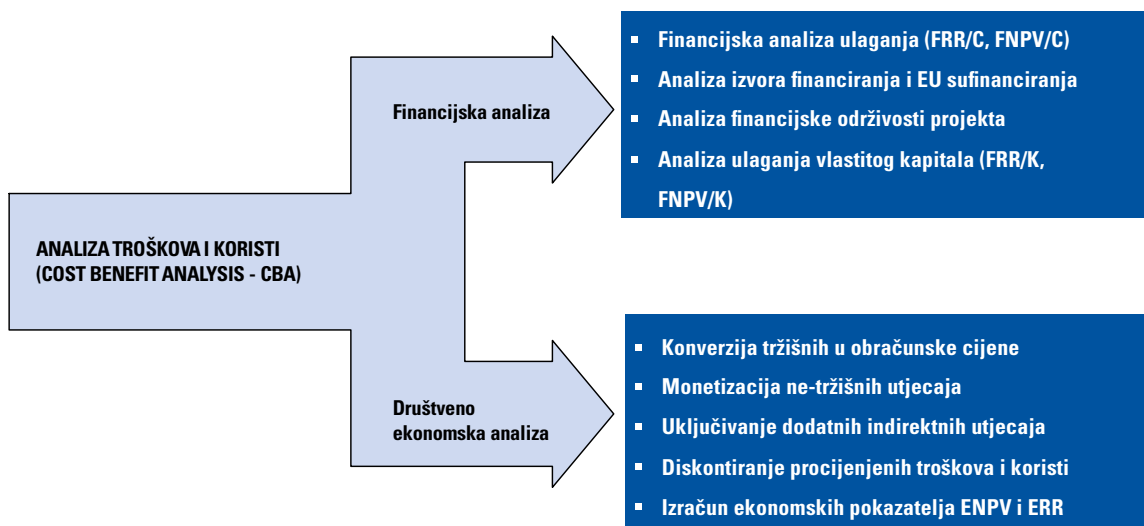 ANALIZA TROŠKOVA I KORISTI
(COST BENEFIT ANALYSIS - CBA)
Financijska analiza
▪ Financijska analiza ulaganja (FRR/C, FNPV/C)
▪ Analiza izvora financiranja i EU sufinanciranja
▪ Analiza financijske održivosti projekta
▪ Analiza ulaganja vlastitog kapitala (FRR/K,
FNPV/K)
Društveno
ekonomska analiza
▪ Konverzija tržišnih u obračunske cijene
▪ Monetizacija ne-tržišnih utjecaja
▪ Uključivanje dodatnih indirektnih utjecaja
▪ Diskontiranje procijenjenih troškova i koristi
▪ Izračun ekonomskih pokazatelja ENPV i ERR